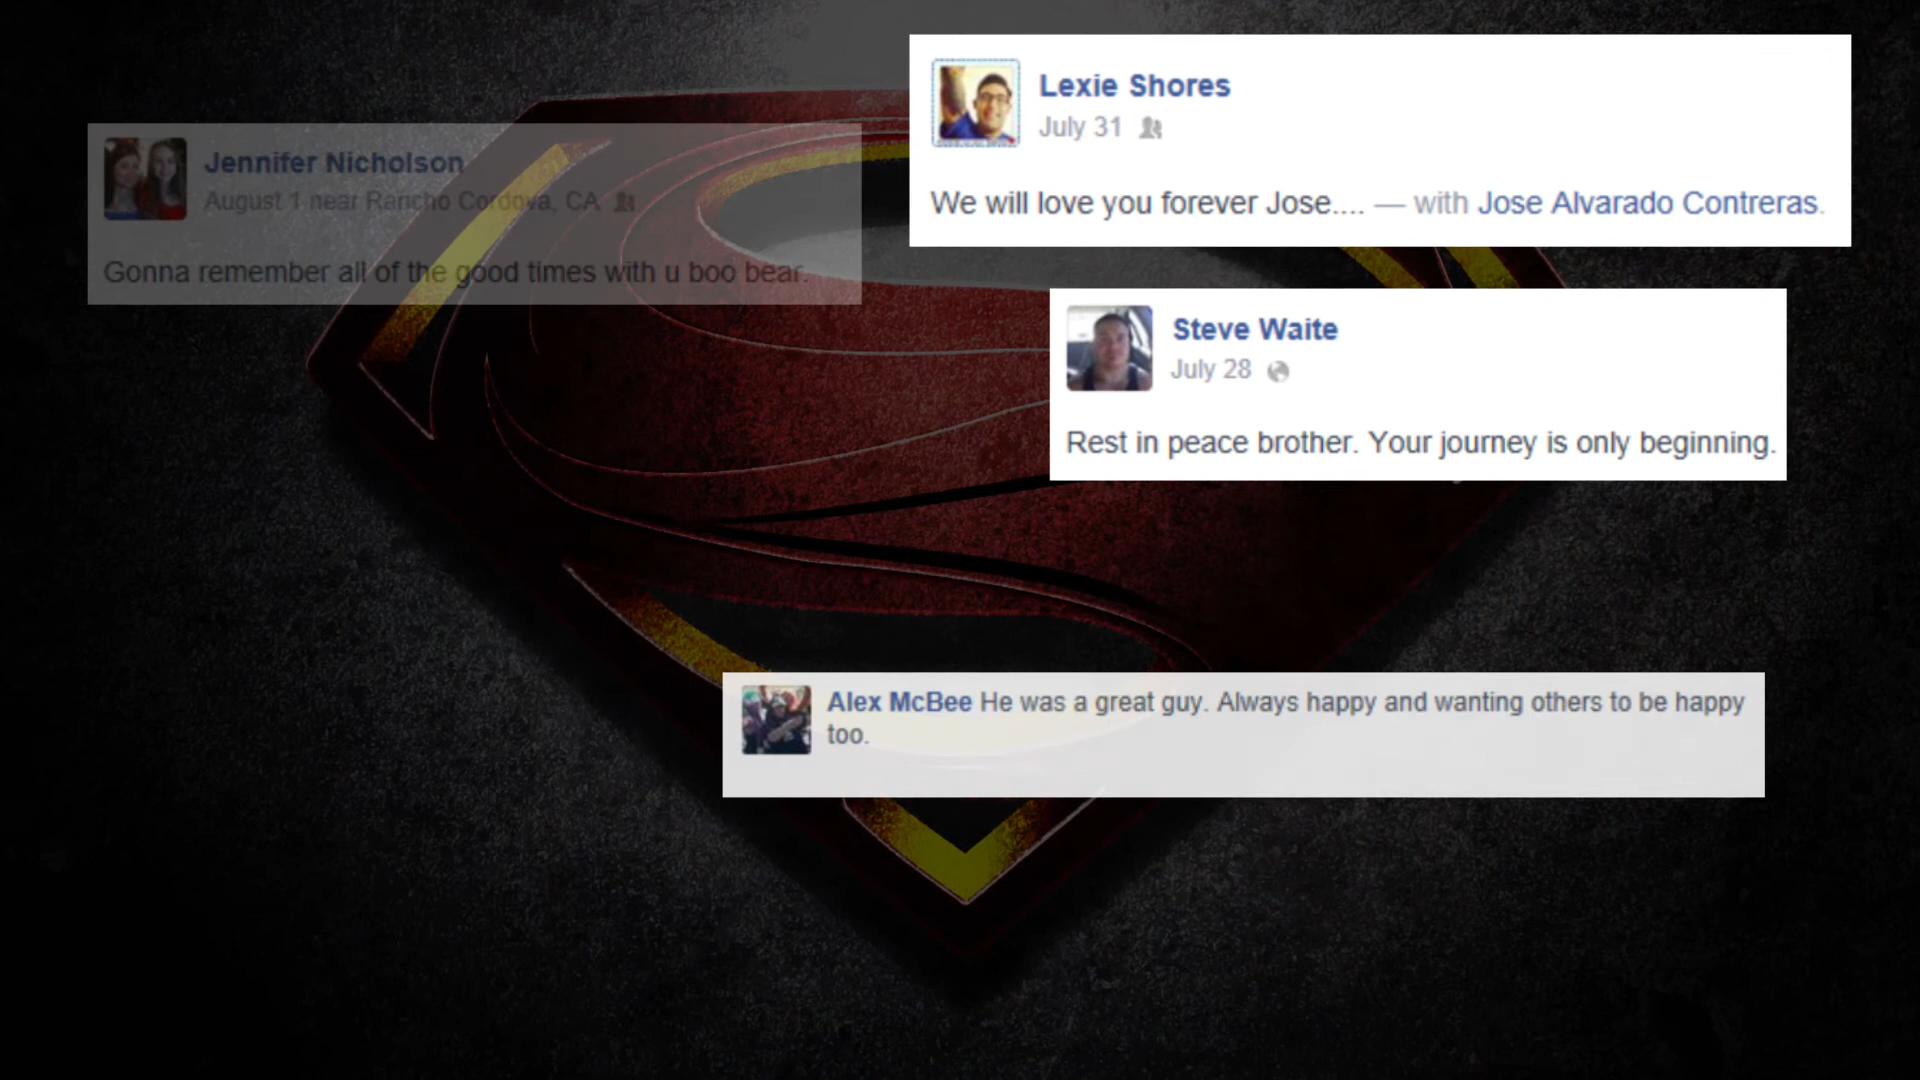 Jennifer Nicholson
August 1 near Rancho Cordova, CA
Gonna remember all of the good times with u boo bear.
Lexie Shores
July 31
We will love you forever Jose.... — with Jose Alvarado Contreras.
Steve Waite
July 28
Rest in peace brother. Your journey is only beginning.
Alex McBee He was a great guy. Always happy and wanting others to be happy
too.